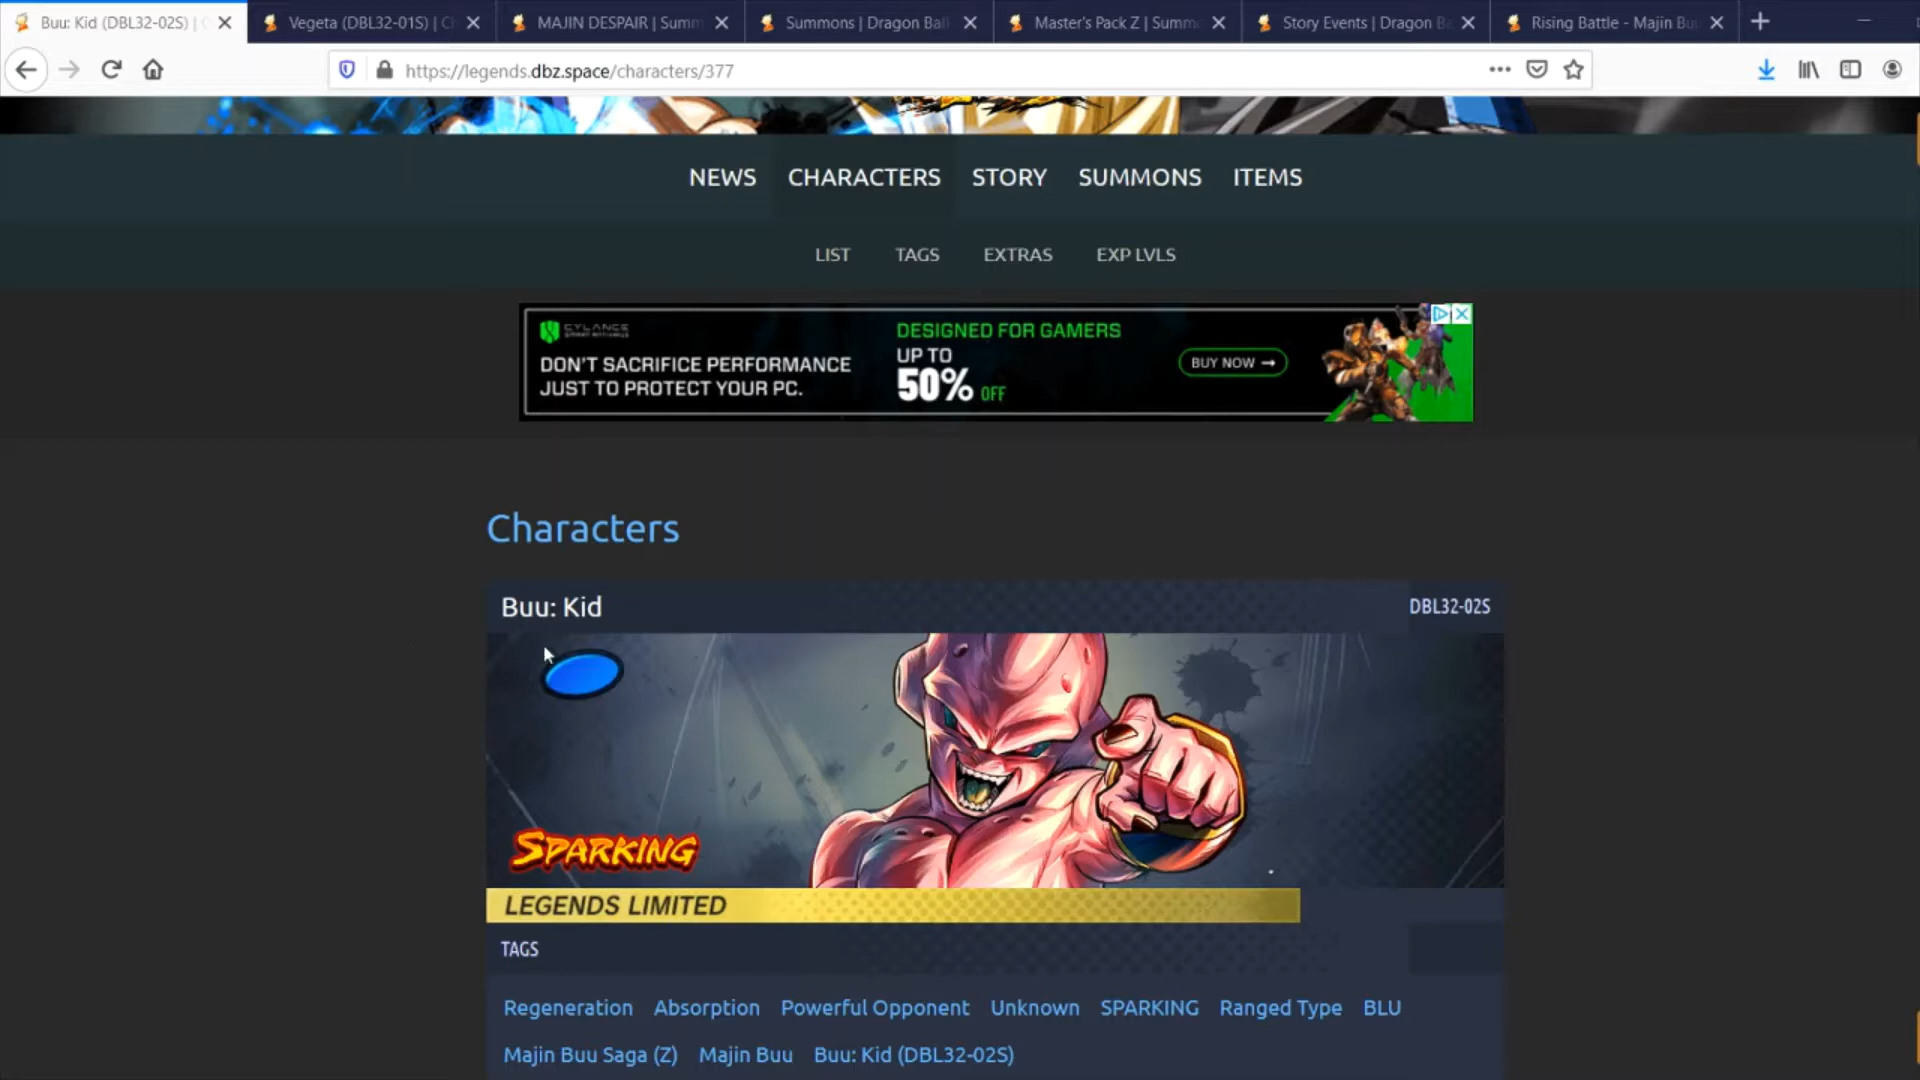 Buu: Kid (DBL32-02S) |
Vegeta (DBL32-01S) |
MAJIN DESPAIR | Summ
Summons | Dragon Ball
Master's Pack Z | Summ
Story Events | Dragon B
Rising Battle - Majin Bu
https://legends.dbz.space/characters/377
NEWS CHARACTERS STORY SUMMONS ITEMS
LIST TAGS EXTRAS EXP LVLS
CYLANCE
SMART ANTIVIRUS
DON'T SACRIFICE PERFORMANCE
JUST TO PROTECT YOUR PC.
DESIGNED FOR GAMERS
UP TO
50% OFF
BUY NOW →
Characters
Buu: Kid DBL32-02S
SPARKING
LEGENDS LIMITED
TAGS
Regeneration Absorption Powerful Opponent Unknown SPARKING Ranged Type BLU
Majin Buu Saga (Z) Majin Buu Buu: Kid (DBL32-02S)